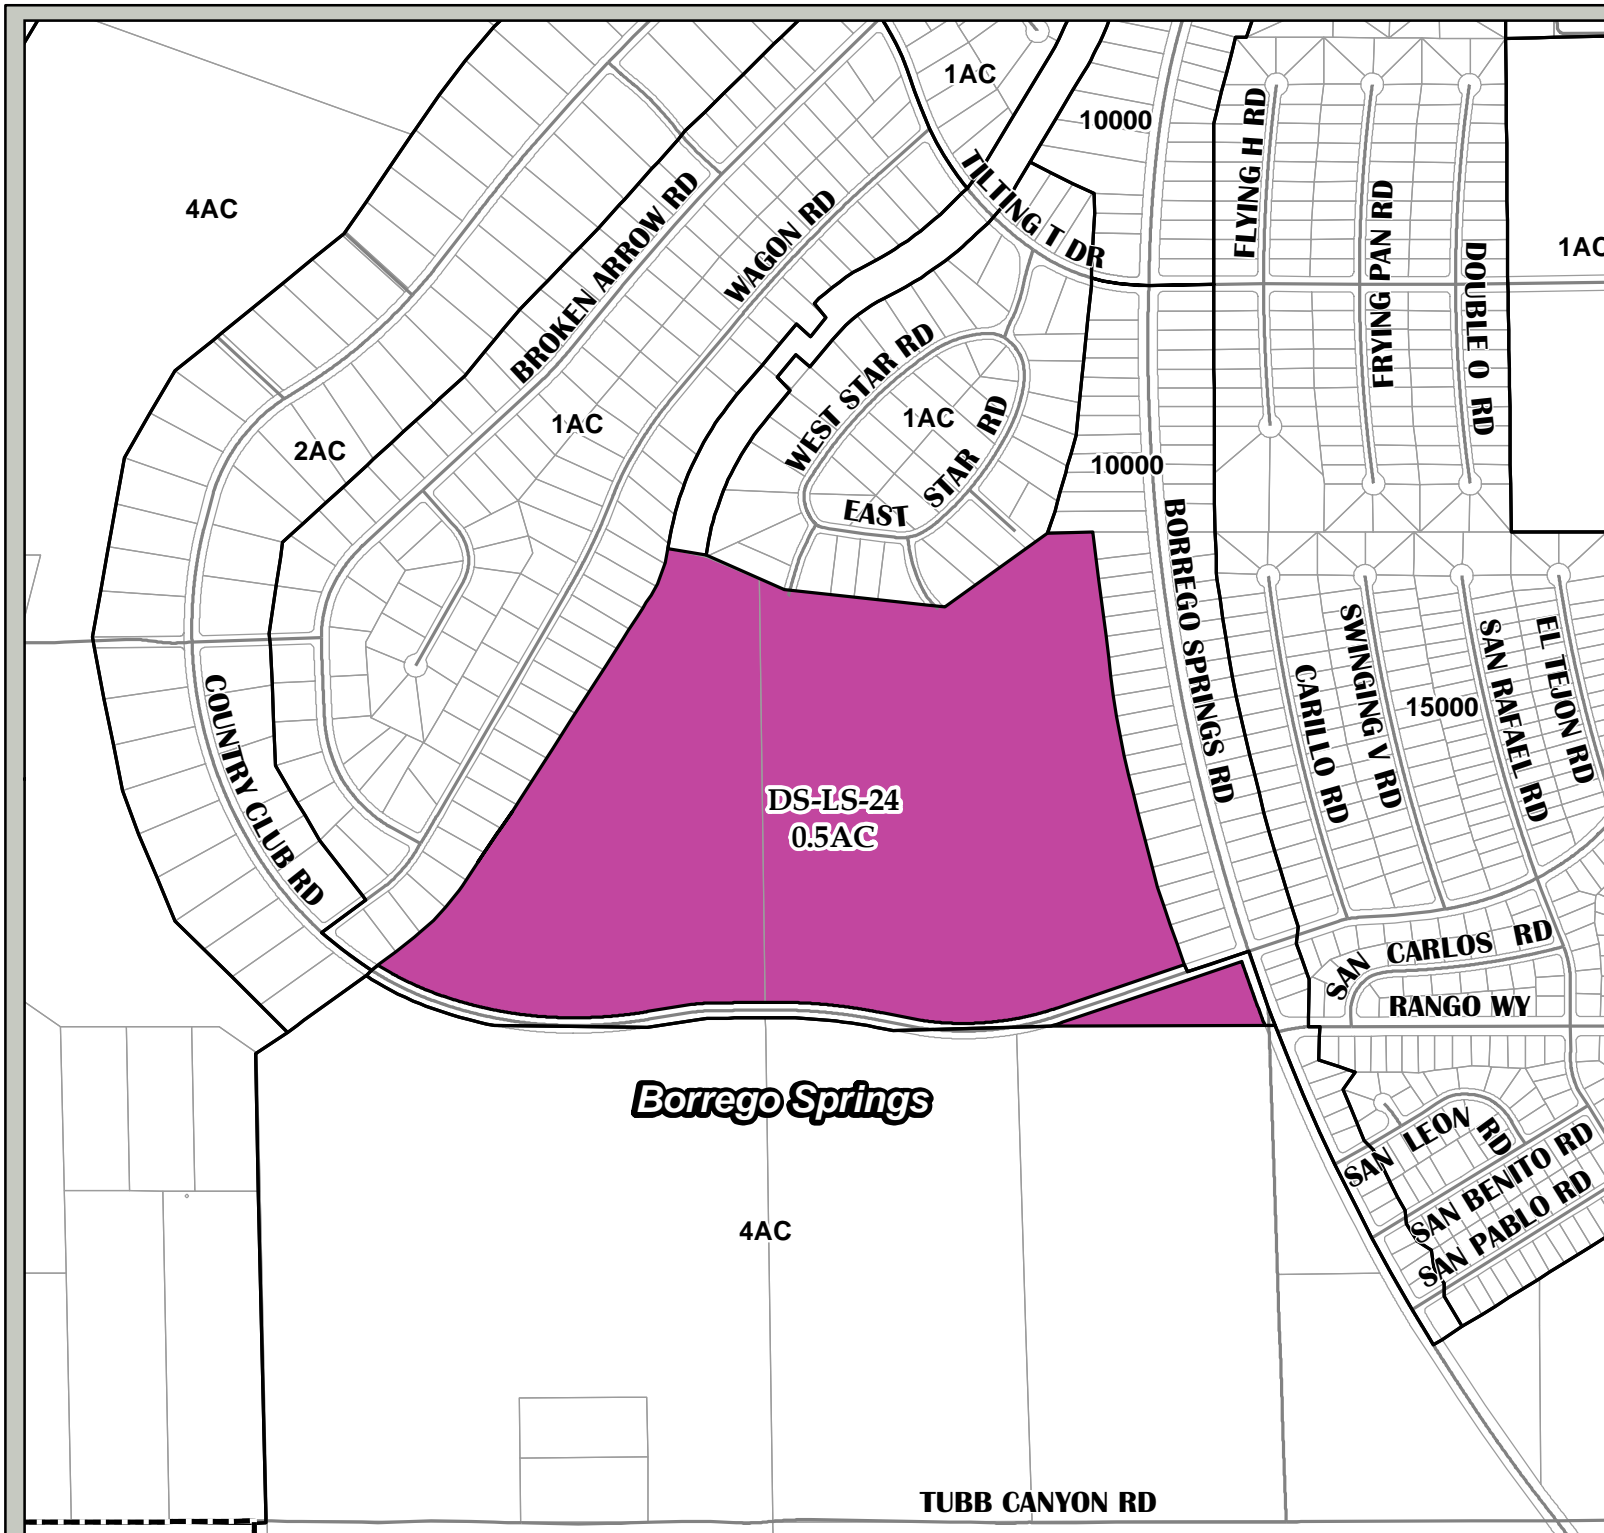 1AC
10000
TILTING T DR
FLYING H RD
FRYING PAN RD
DOUBLE O RD
1AC
4AC
BROKEN ARROW RD
WAGON RD
WEST STAR RD
1AC
EAST STAR RD
1AC
2AC
10000
BORREGO SPRINGS RD
COUNTRY CLUB RD
CARILLO RD
SWINGING V RD
15000
SAN RAFAEL RD
EL TEJON RD
DS-LS-24
0.5AC
SAN CARLOS RD
RANGO WY
Borrego Springs
SAN LEON RD
SAN BENITO RD
SAN PABLO RD
4AC
TUBB CANYON RD